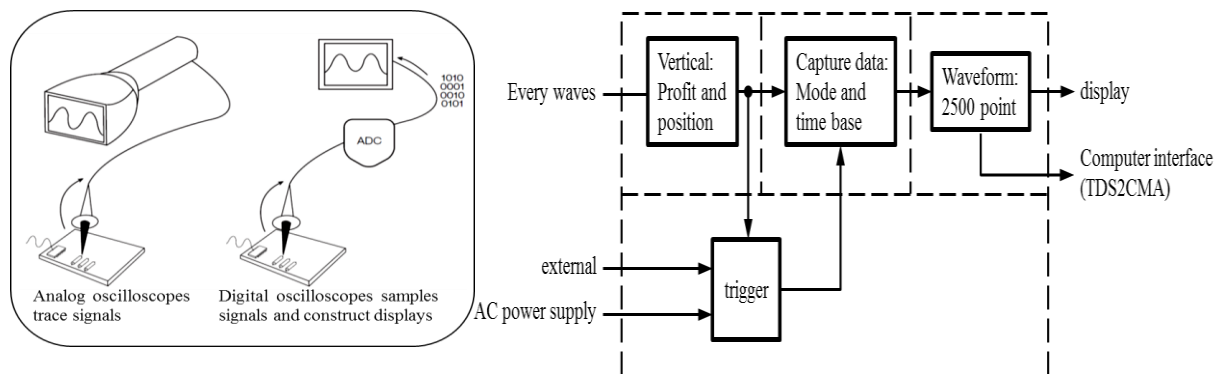 1010
0001
0010
0101
ADC
Analog oscilloscopes
trace signals
Digital oscilloscopes samples
signals and construct displays
Every waves
Vertical:
Profit and
position
Capture data:
Mode and
time base
Waveform:
2500 point
display
Computer interface
(TDS2CMA)
external
AC power supply
trigger